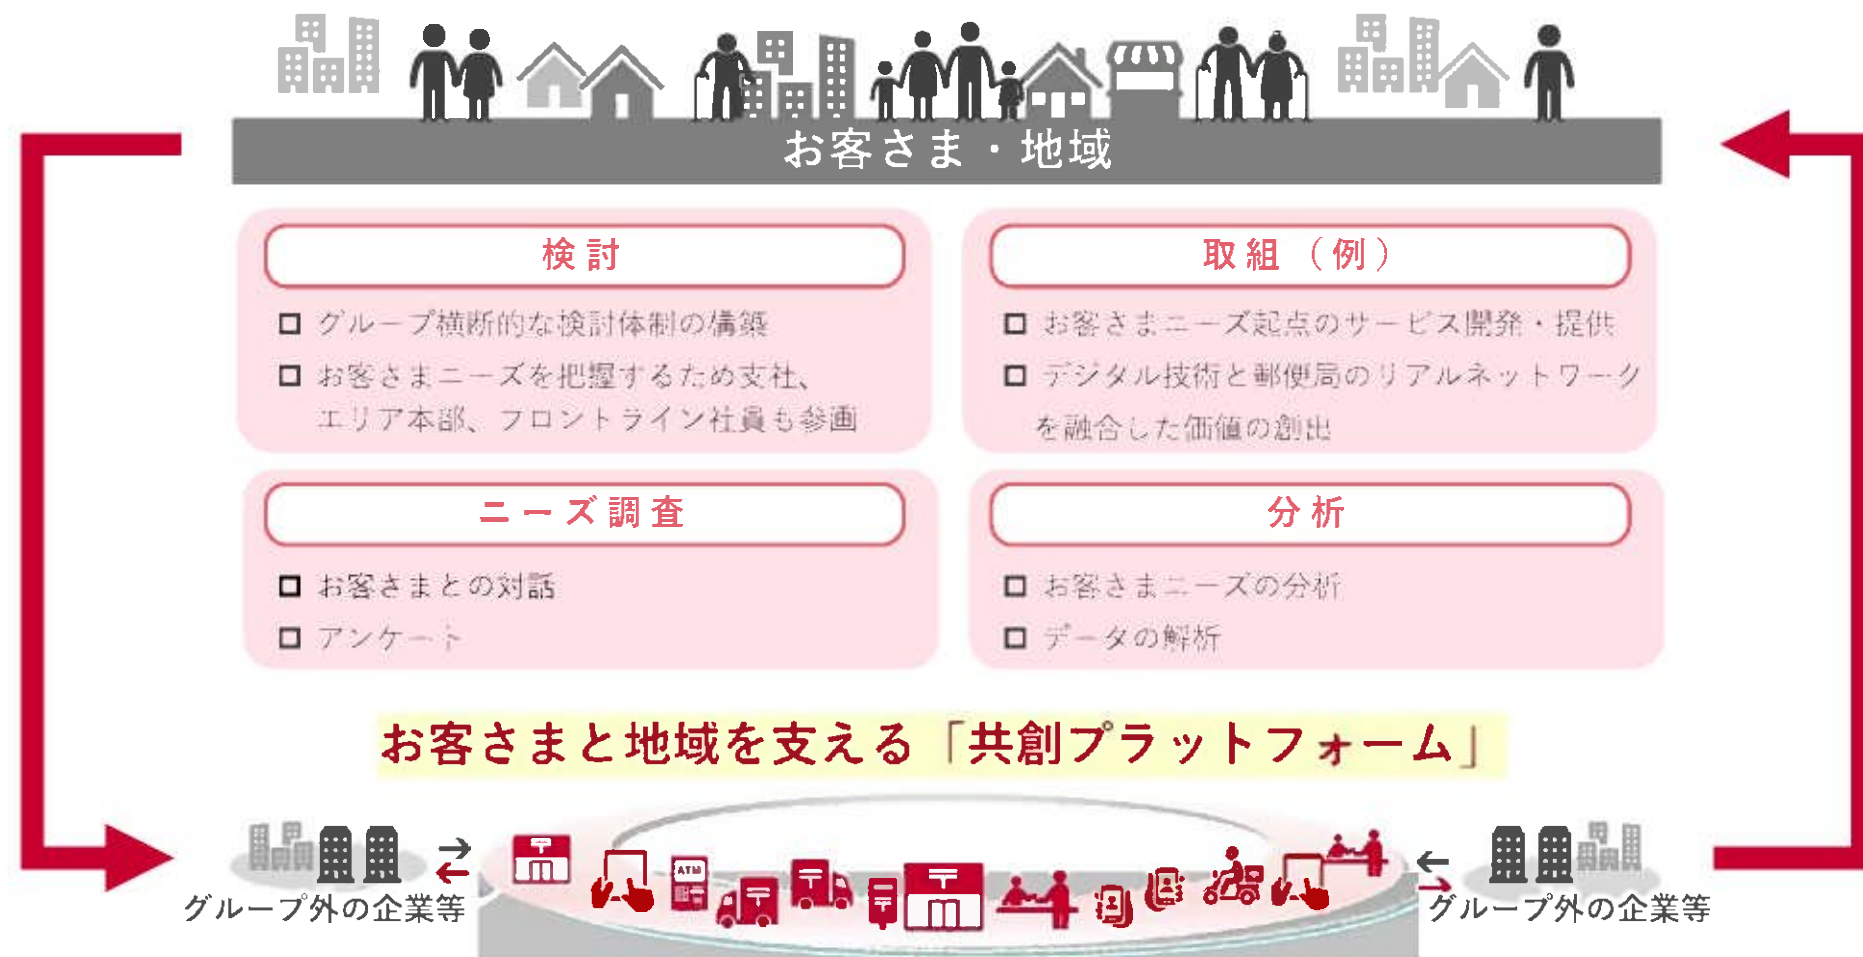 お客さま・地域
検討
□ グループ横断的な検討体制の構築
□ お客さまニーズを把握するため支社、
エリア本部、フロントライン社員も参画
取組（例）
□ お客さまニーズ起点のサービス開発・提供
□ デジタル技術と郵便局のリアルネットワーク
を融合した価値の創出
ニーズ調査
□ お客さまとの対話
□ アンケート
分析
□ お客さまニーズの分析
□ データの解析
お客さまと地域を支える「共創プラットフォーム」
ATM
グループ外の企業等
グループ外の企業等